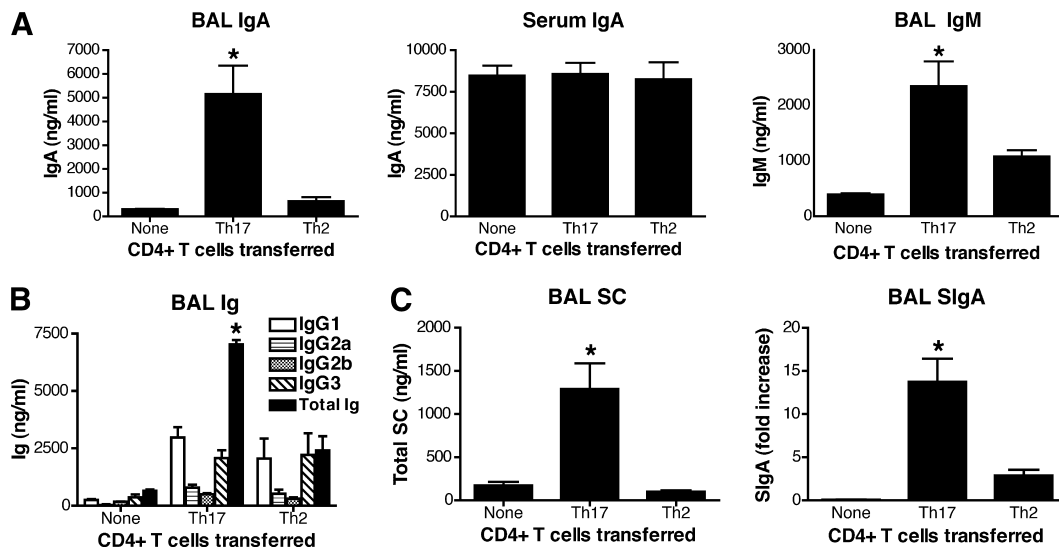 A
BAL IgA
IgA (ng/ml)
7000
6000
5000
4000
3000
2000
1000
0
*
None Th17 Th2
CD4+ T cells transferred
Serum IgA
IgA (ng/ml)
10000
7500
5000
2500
0
None Th17 Th2
CD4+ T cells transferred
BAL IgM
IgM (ng/ml)
3000
2000
1000
0
*
None Th17 Th2
CD4+ T cells transferred
B
BAL Ig
Ig (ng/ml)
7500
5000
2500
0
*
IgG1
IgG2a
IgG2b
IgG3
Total Ig
None Th17 Th2
CD4+ T cells transferred
C
BAL SC
Total SC (ng/ml)
2000
1500
1000
500
0
*
None Th17 Th2
CD4+ T cells transferred
BAL SIgA
SIgA (fold increase)
20
15
10
5
0
*
None Th17 Th2
CD4+ T cells transferred